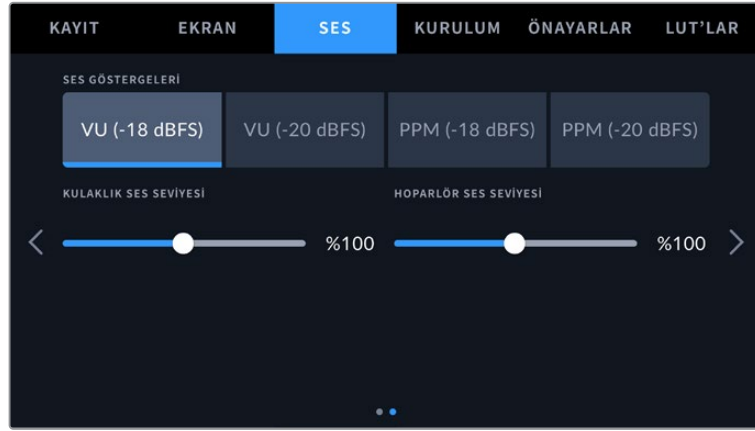 KAYIT EKRAN SES KURULUM ÖNAYARLAR LUT’LAR
SES GÖSTERGELERİ
VU (-18 dBFS) VU (-20 dBFS) PPM (-18 dBFS) PPM (-20 dBFS)
KULAKLIK SES SEVİYESİ HOPARLÖR SES SEVİYESİ
%100 %100